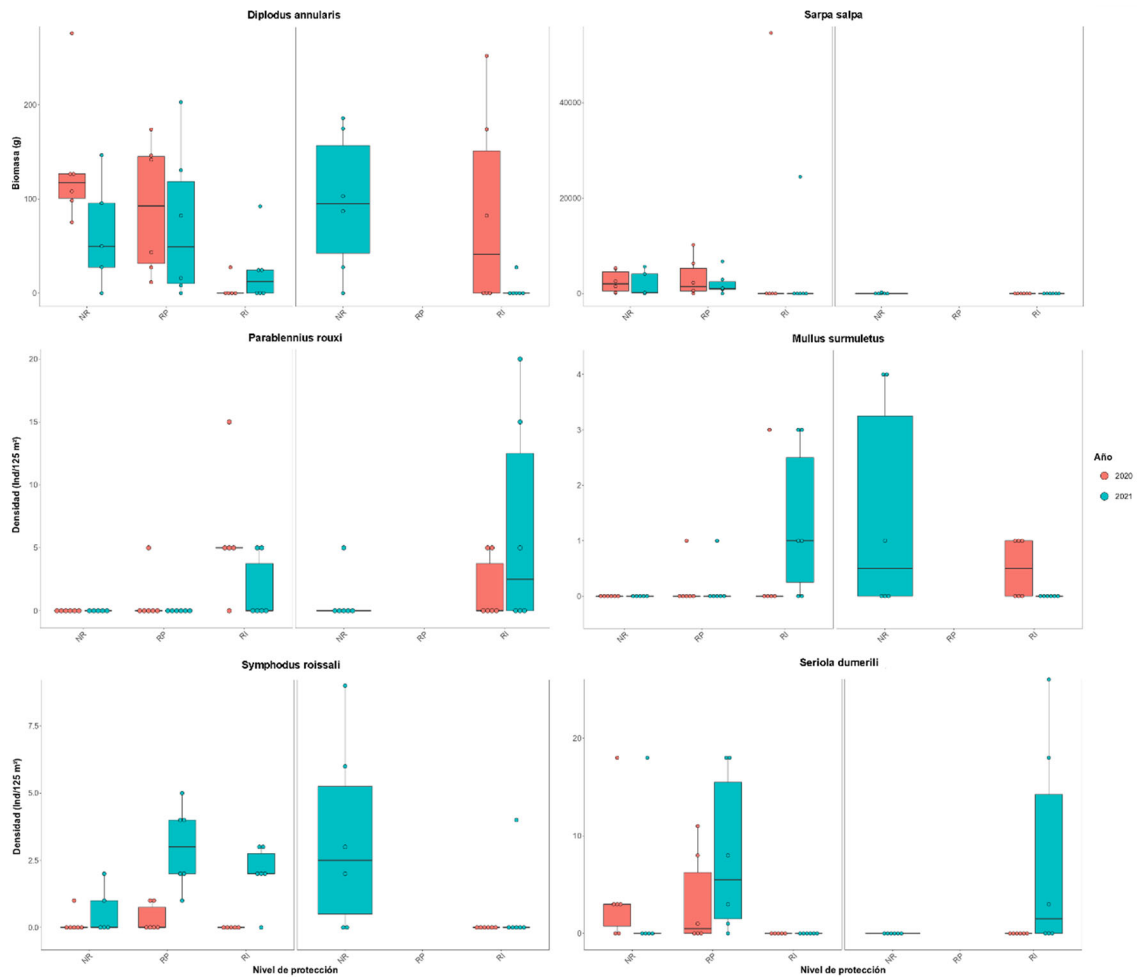 Diplodus annularis
Sarpa salpa
Biomasa (g)
200
100
0
40000
20000
0
NR RP RI NR RP RI
NR RP RI NR RP RI
Parablennius rouxi
Mullus surmuletus
Densidad (Ind/125 m²)
20
15
10
5
0
4
3
2
1
0
NR RP RI NR RP RI
NR RP RI NR RP RI
Año
2020
2021
Symphodus roissali
Seriola dumerili
Densidad (Ind/125 m²)
7.5
5.0
2.5
0.0
20
10
0
NR RP RI NR RP RI
NR RP RI NR RP RI
Nivel de protección
Nivel de protección